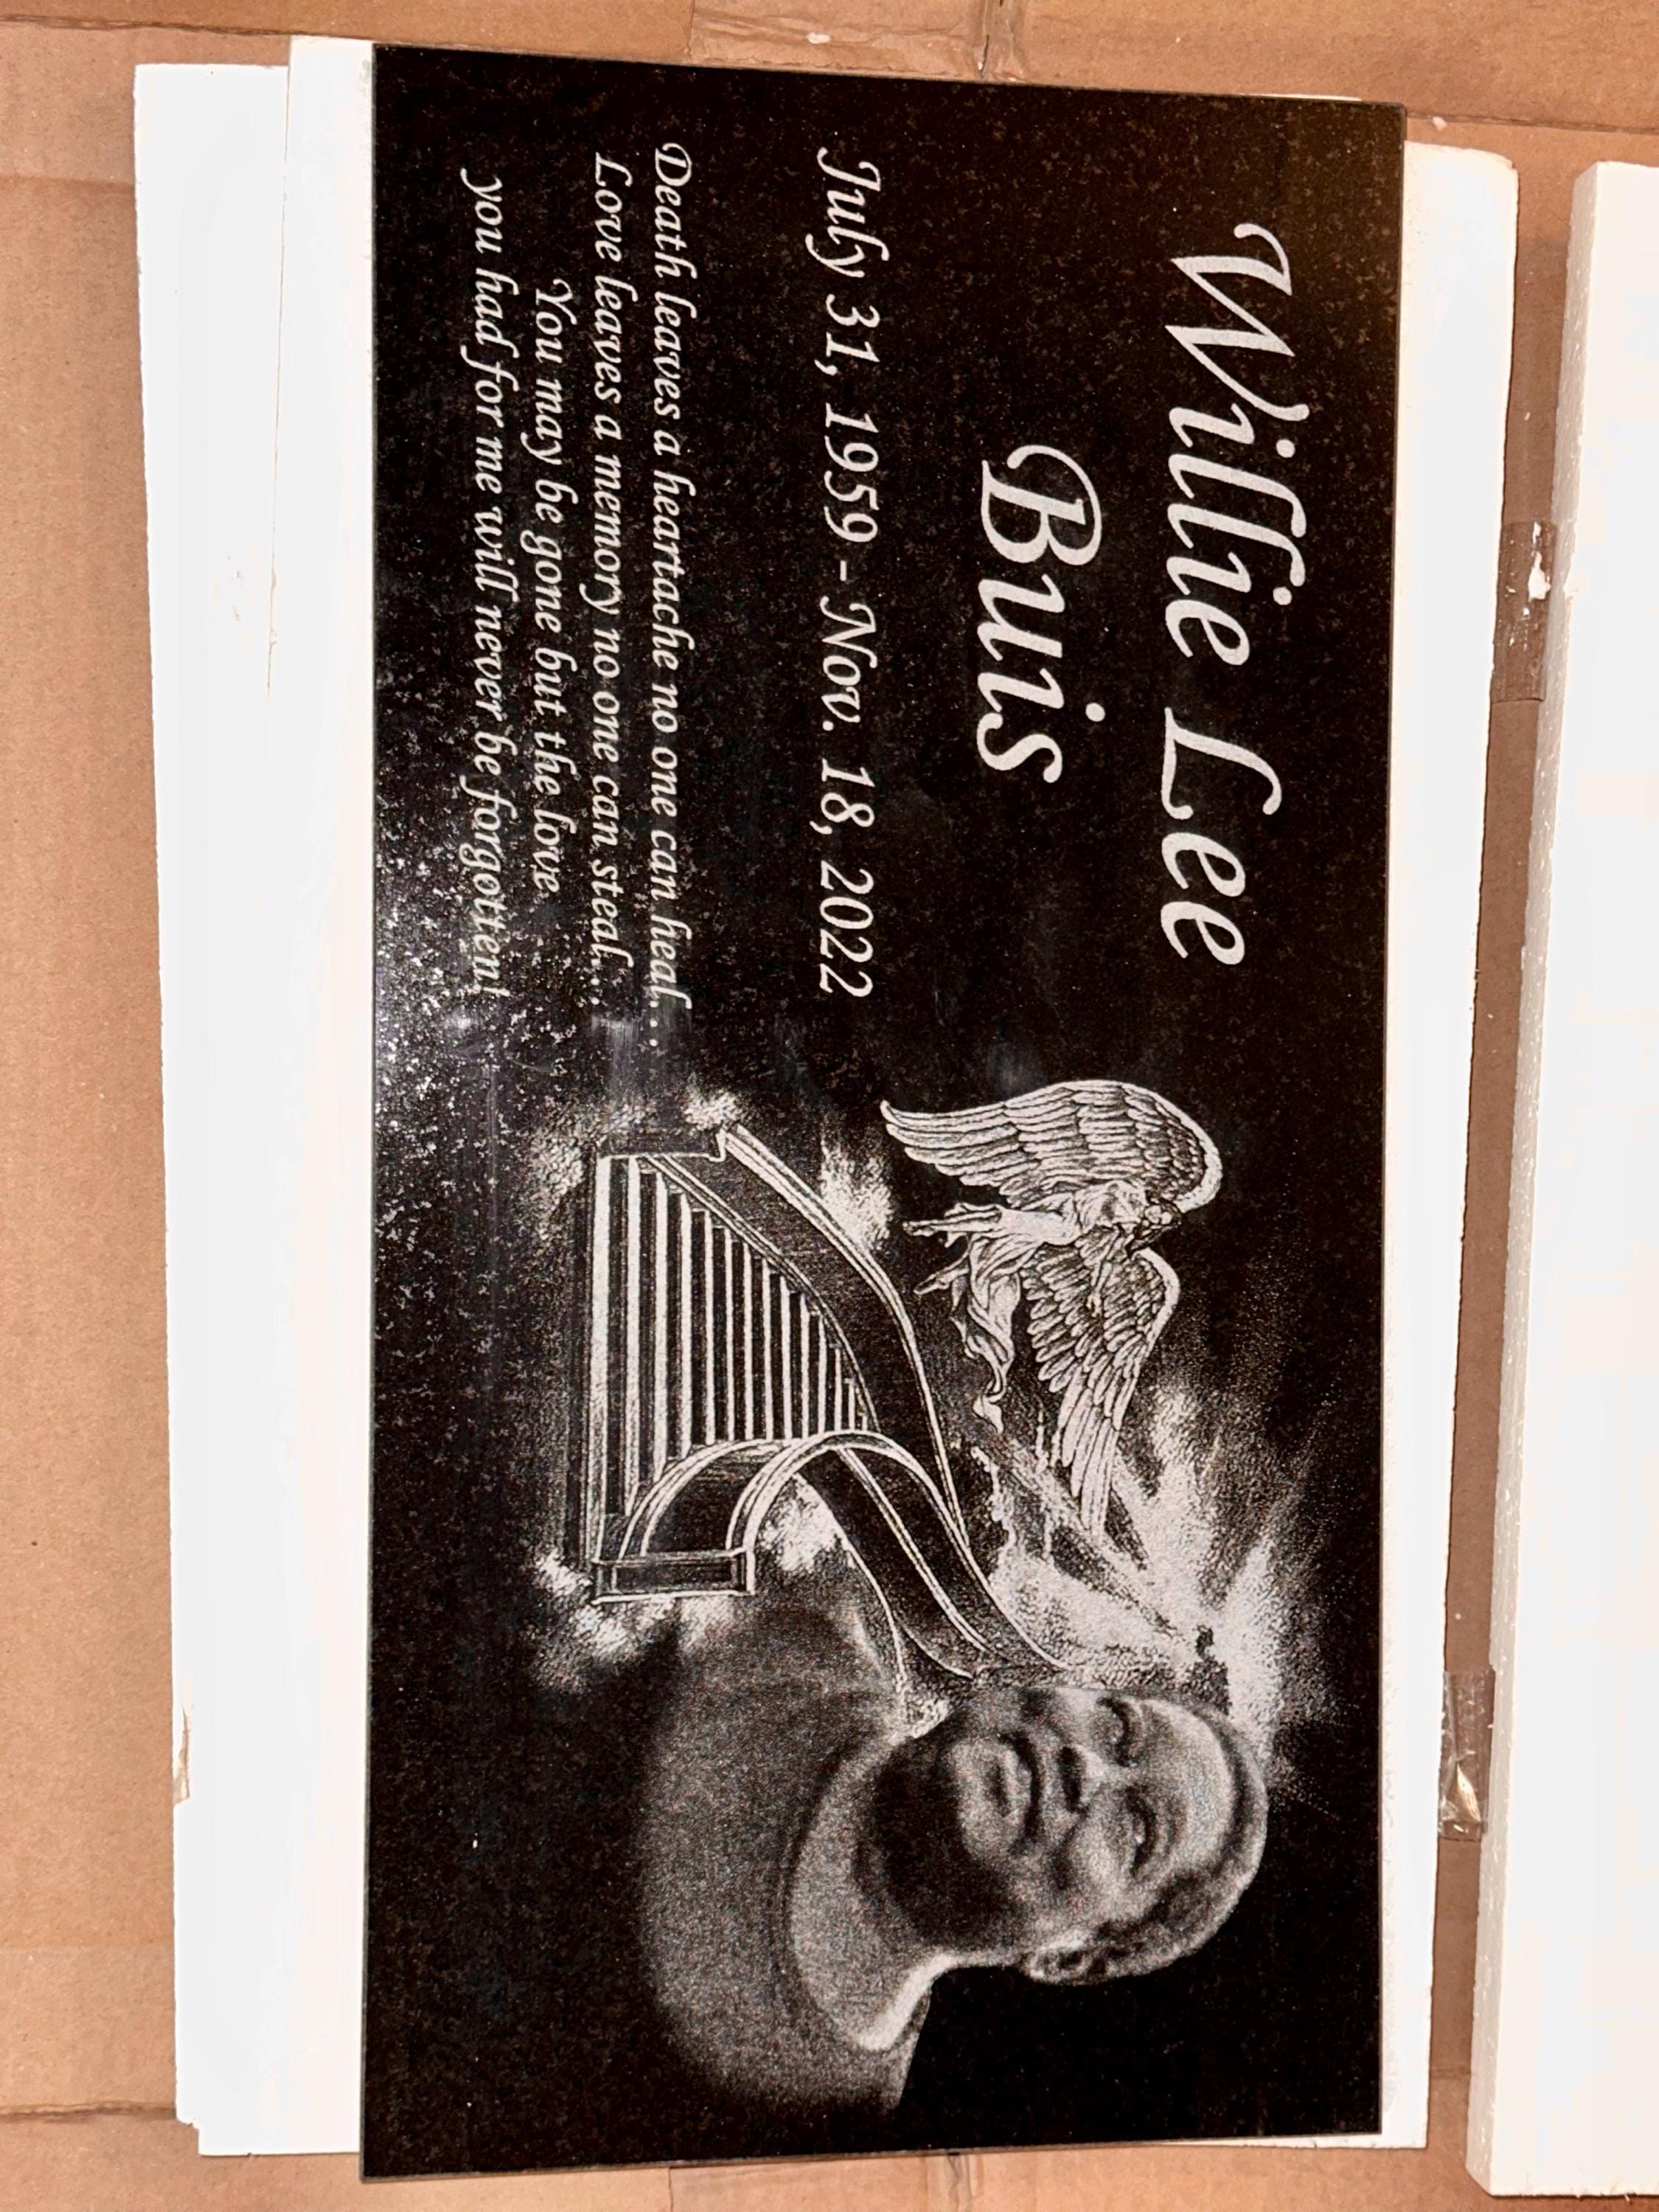 Willie Lee
Buis
July 31, 1959 - Nov. 18, 2022
Death leaves a heartache no one can heal...
Love leaves a memory no one can steal...
You may be gone but the love
you had for me will never be forgotten!